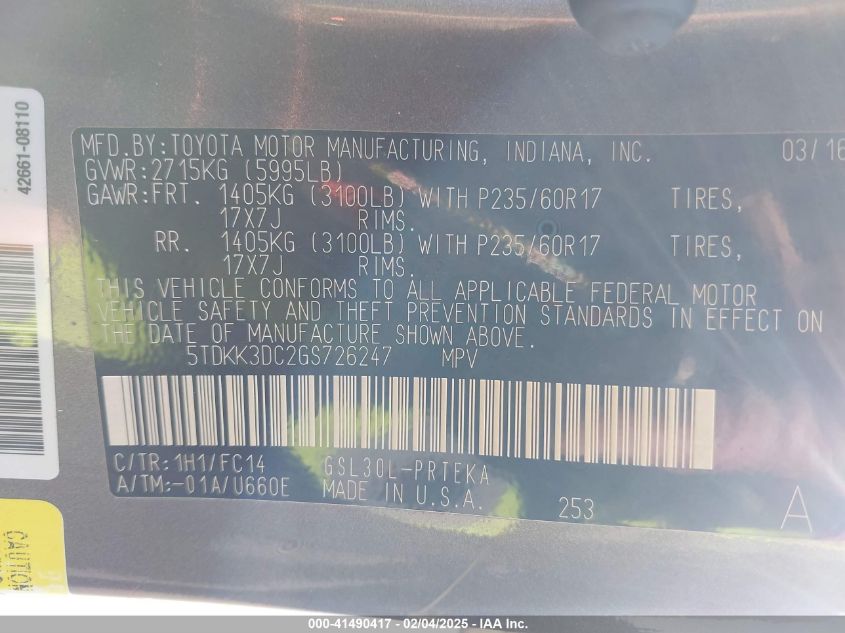 42661-08110
MFD.BY:TOYOTA MOTOR MANUFACTURING, INDIANA, INC. 03/16
GVWR:2715KG (5995LB)
GAWR:FRT. 1405KG (3100LB) WITH P235/60R17 TIRES,
17X7J RIMS.
RR. 1405KG (3100LB) WITH P235/60R17 TIRES,
17X7J RIMS.
THIS VEHICLE CONFORMS TO ALL APPLICABLE FEDERAL MOTOR
VEHICLE SAFETY AND THEFT PREVENTION STANDARDS IN EFFECT ON
THE DATE OF MANUFACTURE SHOWN ABOVE.
5TDKK3DC2GS726247 MPV
C/TR:1H1/FC14 GSL30L-PRTEKA
A/TM:-01A/U660E MADE IN U.S.A. 253 A
CAUTION
000-41490417 - 02/04/2025 - IAA Inc.